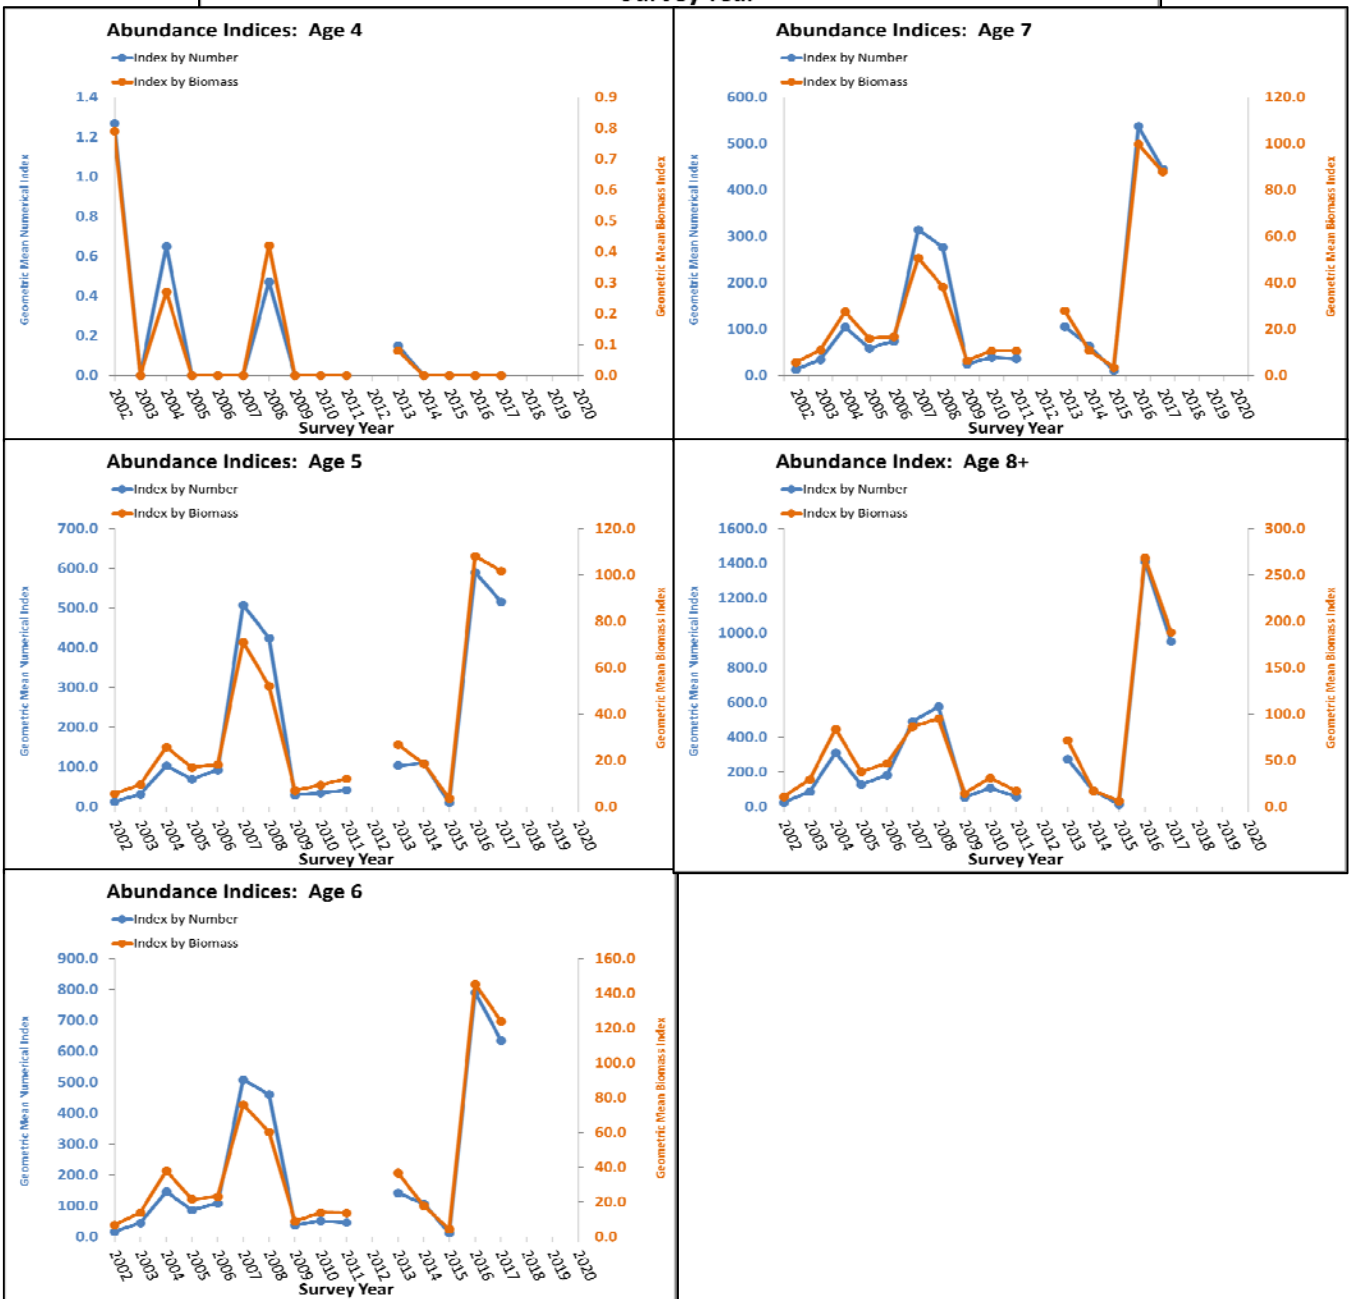 Survey Year
Abundance Indices: Age 4
Index by Number
Index by Biomass
Geometric Mean Numerical Index
1.4
1.2
1.0
0.8
0.6
0.4
0.2
0.0
0.9
0.8
0.7
0.6
0.5
0.4
0.3
0.2
0.1
0.0
Geometric Mean Biomass Index
2002 2003 2004 2005 2006 2007 2008 2009 2010 2011 2012 2013 2014 2015 2016 2017 2018 2019 2020
Survey Year
Abundance Indices: Age 7
Index by Number
Index by Biomass
Geometric Mean Numerical Index
600.0
500.0
400.0
300.0
200.0
100.0
0.0
120.0
100.0
80.0
60.0
40.0
20.0
0.0
Geometric Mean Biomass Index
2002 2003 2004 2005 2006 2007 2008 2009 2010 2011 2012 2013 2014 2015 2016 2017 2018 2019 2020
Survey Year
Abundance Indices: Age 5
Index by Number
Index by Biomass
Geometric Mean Numerical Index
700.0
600.0
500.0
400.0
300.0
200.0
100.0
0.0
120.0
100.0
80.0
60.0
40.0
20.0
0.0
Geometric Mean Biomass Index
2002 2003 2004 2005 2006 2007 2008 2009 2010 2011 2012 2013 2014 2015 2016 2017 2018 2019 2020
Survey Year
Abundance Index: Age 8+
Index by Number
Index by Biomass
Geometric Mean Numerical Index
1600.0
1400.0
1200.0
1000.0
800.0
600.0
400.0
200.0
0.0
300.0
250.0
200.0
150.0
100.0
50.0
0.0
Geometric Mean Biomass Index
2002 2003 2004 2005 2006 2007 2008 2009 2010 2011 2012 2013 2014 2015 2016 2017 2018 2019 2020
Survey Year
Abundance Indices: Age 6
Index by Number
Index by Biomass
Geometric Mean Numerical Index
900.0
800.0
700.0
600.0
500.0
400.0
300.0
200.0
100.0
0.0
160.0
140.0
120.0
100.0
80.0
60.0
40.0
20.0
0.0
Geometric Mean Biomass Index
2002 2003 2004 2005 2006 2007 2008 2009 2010 2011 2012 2013 2014 2015 2016 2017 2018 2019 2020
Survey Year